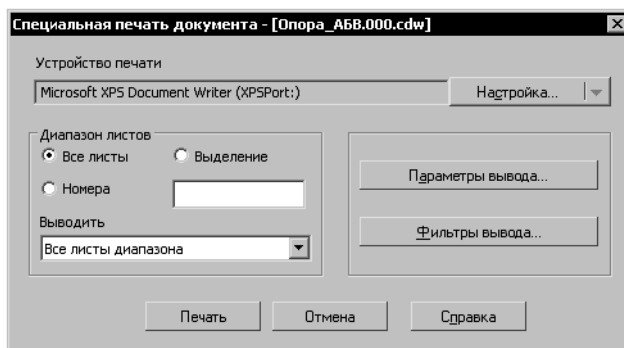 Специальная печать документа - [Опора_АБВ.000.cdw]
Устройство печати
Microsoft XPS Document Writer (XPSPort:)
Настройка...
Диапазон листов
Все листы
Выделение
Номера
Выводить
Все листы диапазона
Параметры вывода...
Фильтры вывода...
Печать
Отмена
Справка